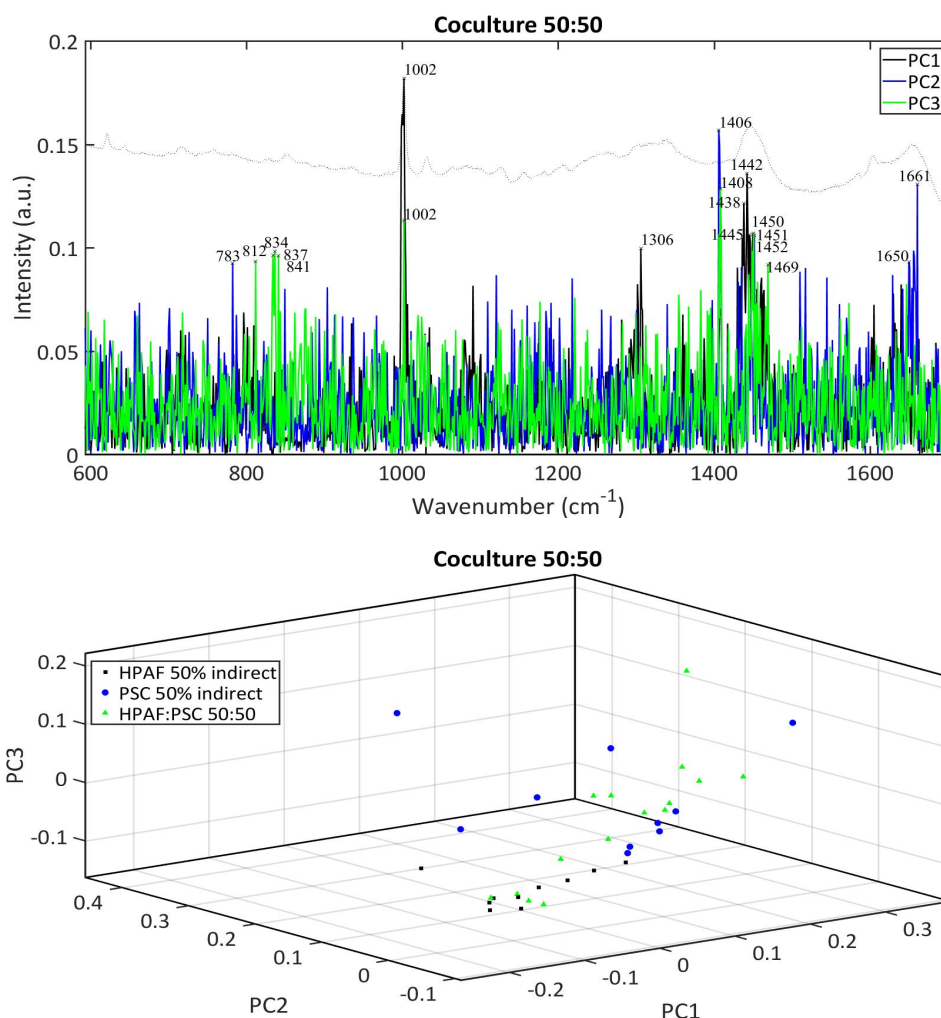 Coculture 50:50
0.2
0.15
0.1
0.05
0
Intensity (a.u.)
PC1
PC2
PC3
1002
1406
1442
1408
1661
1438
1002
1445
1450
1451
1306
834
783 812 837
1452
1650
841
1469
600 800 1000 1200 1400 1600
Wavenumber (cm⁻¹)
Coculture 50:50
HPAF 50% indirect
PSC 50% indirect
HPAF:PSC 50:50
0.2
0.1
0
-0.1
PC3
0.4
0.3
0.2
0.1
0
-0.1
PC2
-0.2
-0.1
0
0.1
0.2
0.3
PC1